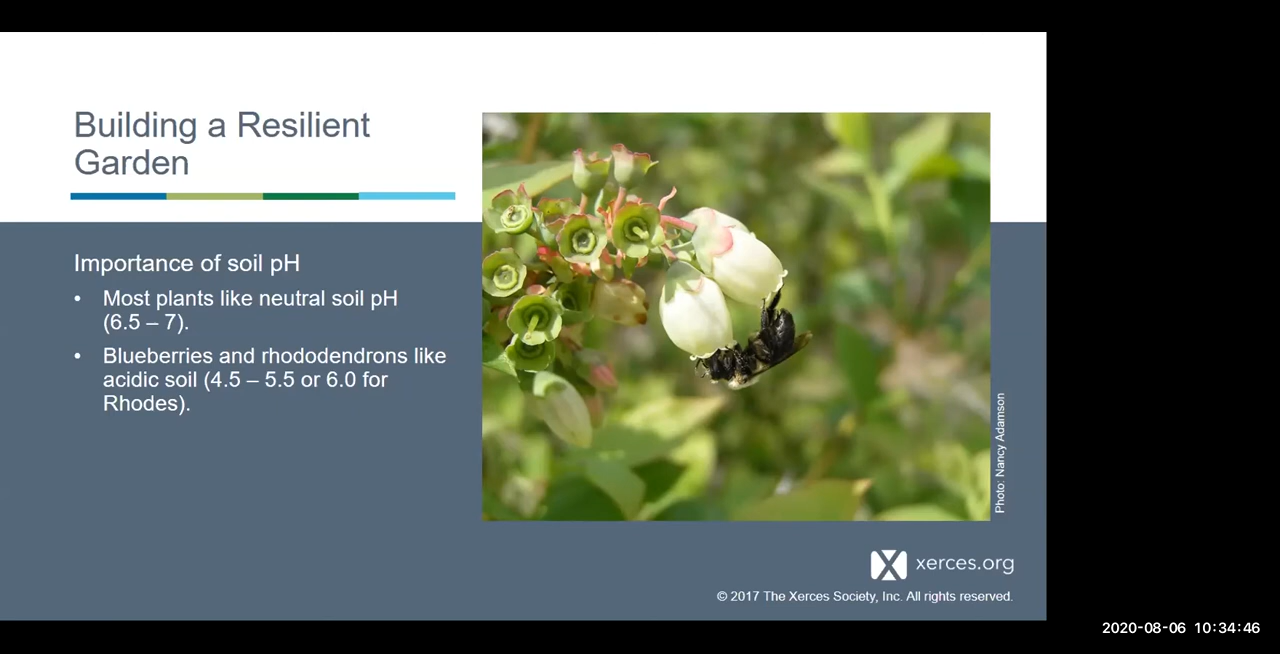 Building a Resilient
Garden
Importance of soil pH
• Most plants like neutral soil pH
(6.5 – 7).
• Blueberries and rhododendrons like
acidic soil (4.5 – 5.5 or 6.0 for
Rhodes).
Photo: Nancy Adamson
xerces.org
© 2017 The Xerces Society, Inc. All rights reserved.
2020-08-06 10:34:46